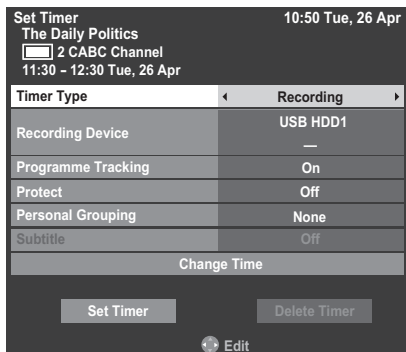 Set Timer 10:50 Tue, 26 Apr
The Daily Politics
2 CABC Channel
11:30 - 12:30 Tue, 26 Apr
Timer Type Recording
Recording Device USB HDD1
—
Programme Tracking On
Protect Off
Personal Grouping None
Subtitle Off
Change Time
Set Timer Delete Timer
Edit